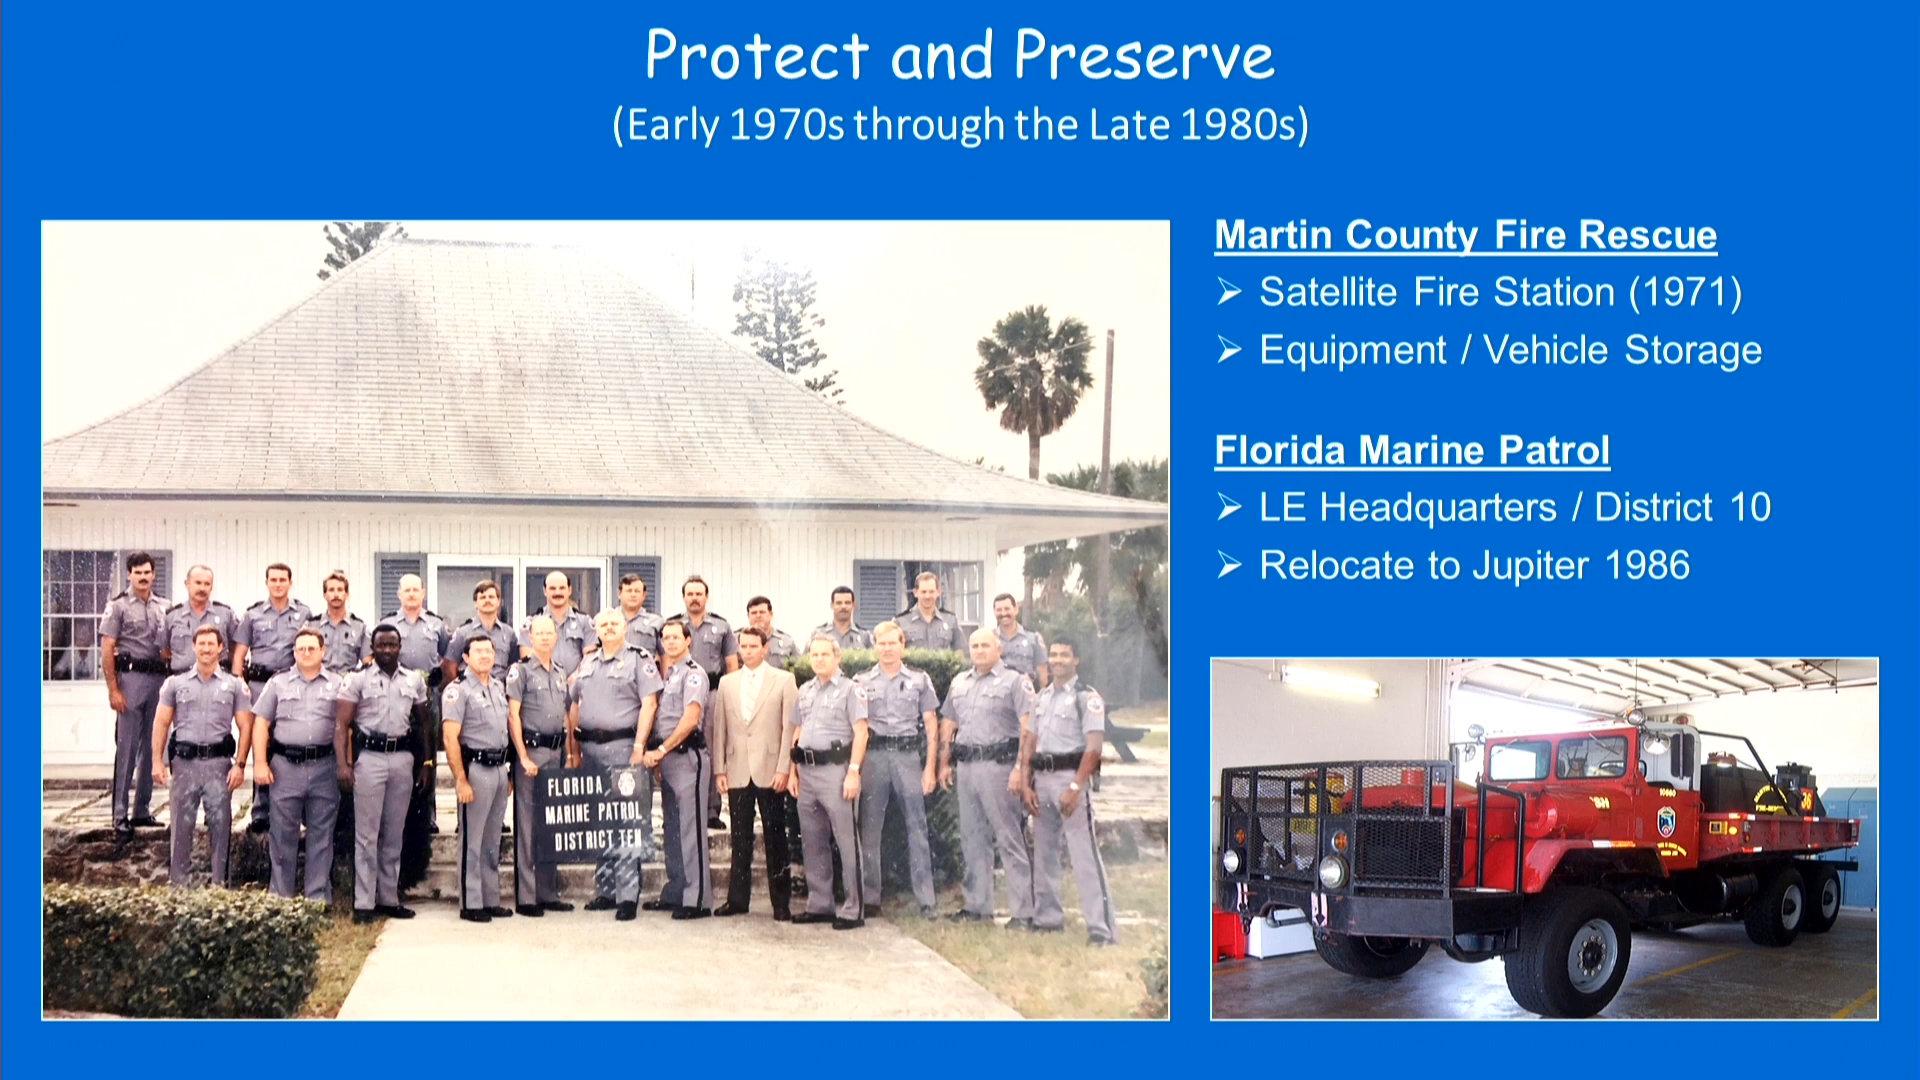 Protect and Preserve
(Early 1970s through the Late 1980s)
Martin County Fire Rescue
Satellite Fire Station (1971)
Equipment / Vehicle Storage
Florida Marine Patrol
LE Headquarters / District 10
Relocate to Jupiter 1986
FLORIDA
MARINE PATROL
DISTRICT TEN
36